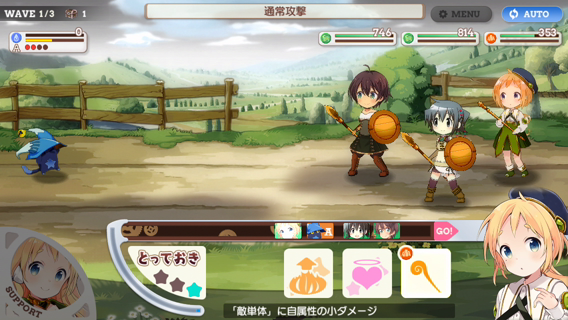 WAVE 1/3 1
通常攻撃
MENU
AUTO
0
A
746
814
353
A
GO!
とっておき
SUPPORT
「敵単体」に自属性の小ダメージ